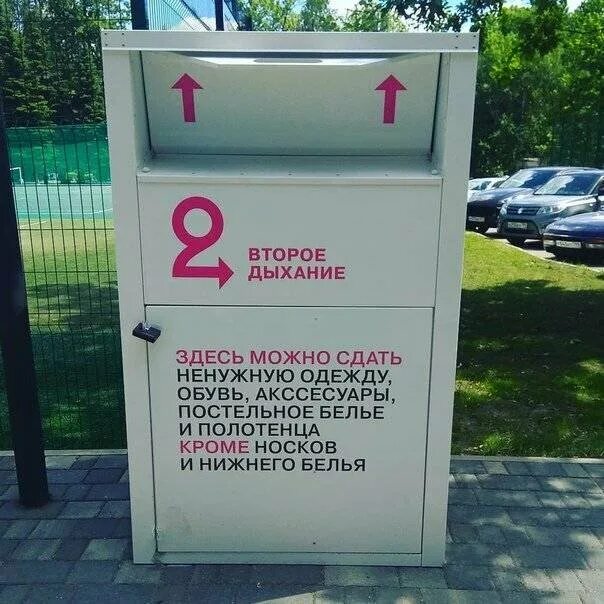 2 ВТОРОЕ
ДЫХАНИЕ
ЗДЕСЬ МОЖНО СДАТЬ
НЕНУЖНУЮ ОДЕЖДУ,
ОБУВЬ, АКССЕСУАРЫ,
ПОСТЕЛЬНОЕ БЕЛЬЕ
И ПОЛОТЕНЦА
КРОМЕ НОСКОВ
И НИЖНЕГО БЕЛЬЯ